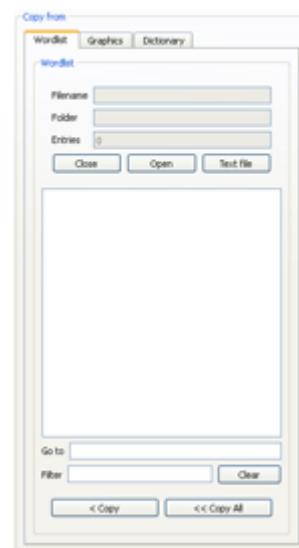 Copy from
Wordlist Graphics Dictionary
Wordlist
Filename
Folder
Entries 0
Close Open Text file
Go to
Filter Clear
< Copy << Copy All